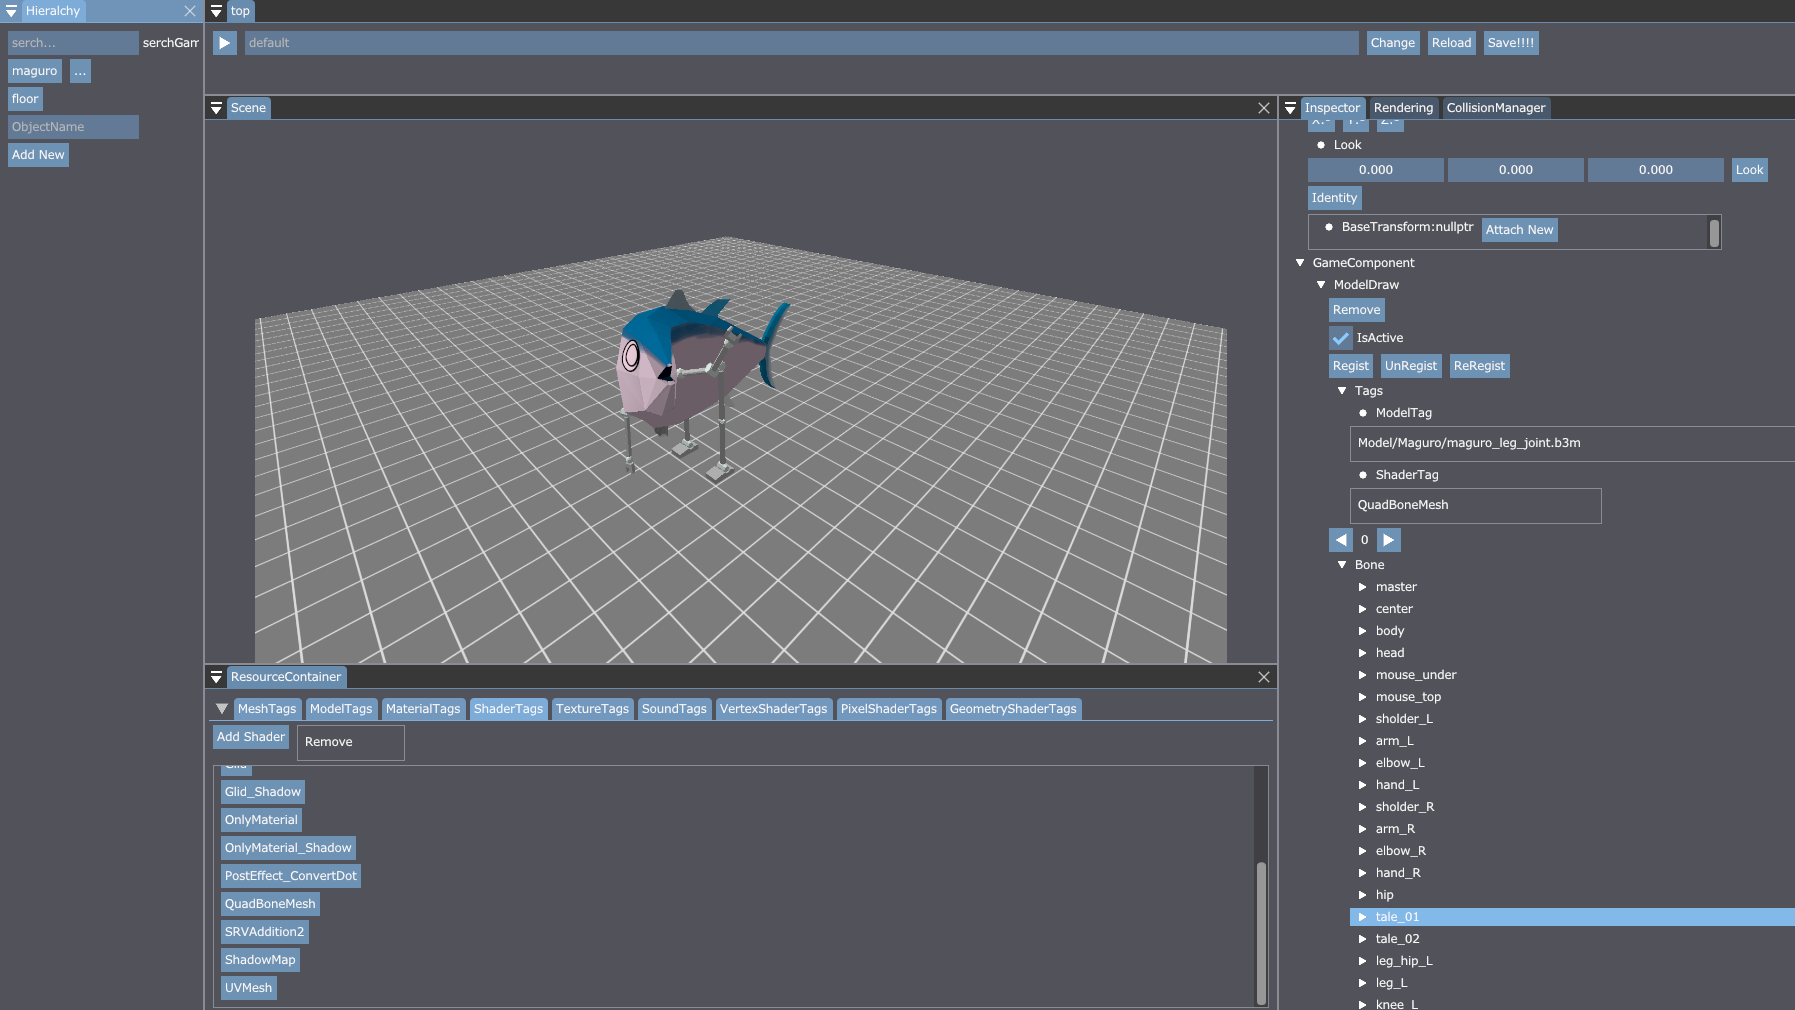 Hieralchy
serch...
serchGam
maguro
...
floor
ObjectName
Add New
top
default
Change
Reload
Save!!!!
Scene
ResourceContainer
MeshTags
ModelTags
MaterialTags
ShaderTags
TextureTags
SoundTags
VertexShaderTags
PixelShaderTags
GeometryShaderTags
Add Shader
Remove
Glid_Shadow
OnlyMaterial
OnlyMaterial_Shadow
PostEffect_ConvertDot
QuadBoneMesh
SRVAddition2
ShadowMap
UVMesh
Inspector
Rendering
CollisionManager
Look
0.000 0.000 0.000 Look
Identity
BaseTransform:nullptr
Attach New
GameComponent
ModelDraw
Remove
IsActive
Regist
UnRegist
ReRegist
Tags
ModelTag
Model/Maguro/maguro_leg_joint.b3m
ShaderTag
QuadBoneMesh
0
Bone
master
center
body
head
mouse_under
mouse_top
sholder_L
arm_L
elbow_L
hand_L
sholder_R
arm_R
elbow_R
hand_R
hip
tale_01
tale_02
leg_hip_L
leg_L
knee_L